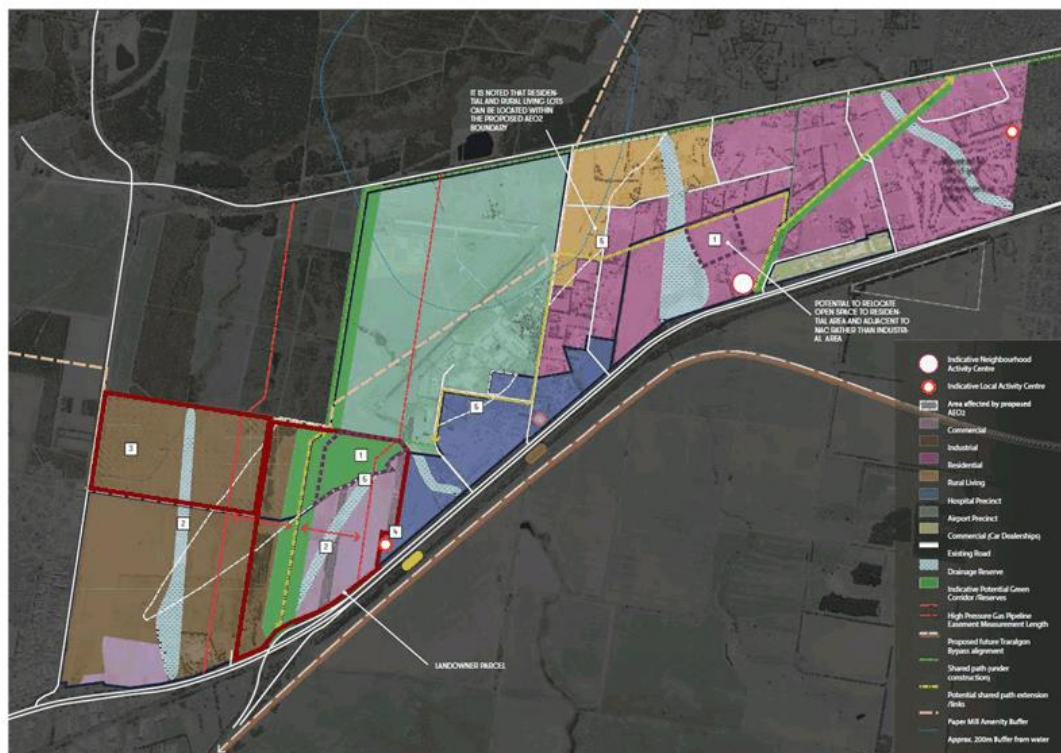 IT IS NOTED THAT RESIDEN-
TIAL AND RURAL LIVING LOTS
CAN BE LOCATED WITHIN
THE PROPOSED AEO2
BOUNDARY
6
1
POTENTIAL TO RELOCATE
OPEN SPACE TO RESIDE-
NTIAL AREA AND ADJACENT TO
NAC RATHER THAN INDUSTRI-
AL AREA
6
3
1
6
2
2
4
LANDOWNER PARCEL
Indicative Neighbourhood
Activity Centre
Indicative Local Activity Centre
Area affected by proposed
AEO2
Commercial
Industrial
Residential
Rural Living
Hospital Precinct
Airport Precinct
Commercial (Car Dealerships)
Existing Road
Drainage Reserve
Indicative Potential Green
Corridor /Reserves
High Pressure Gas Pipeline
Easement Measurement Length
Proposed future Traralgon
Bypass alignment
Shared path (under
construction)
Potential shared path extension
/links
Paper Mill Amenity Buffer
Approx. 200m Buffer from water